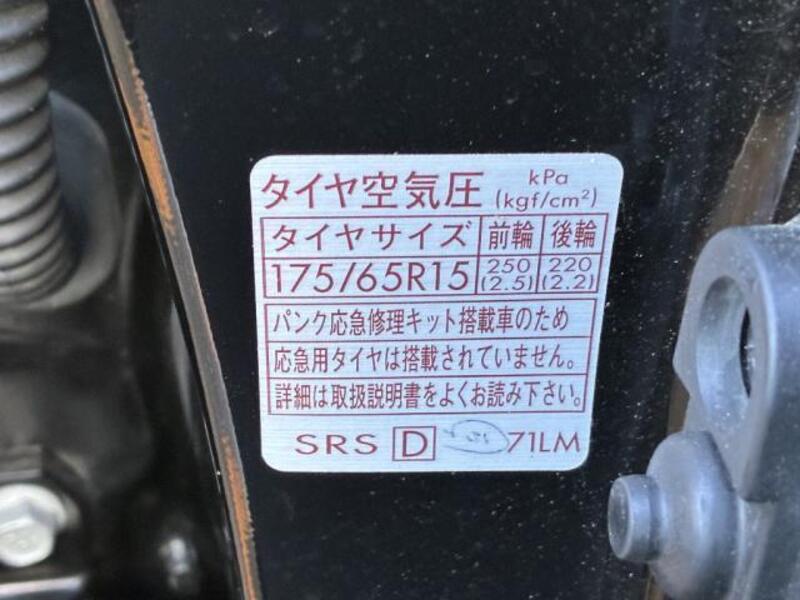 タイヤ空気圧 kPa (kgf/cm²)
タイヤサイズ 前輪 後輪
175/65R15 250 (2.5) 220 (2.2)
パンク応急修理キット搭載車のため
応急用タイヤは搭載されていません。
詳細は取扱説明書をよくお読み下さい。
SRS D 71LM